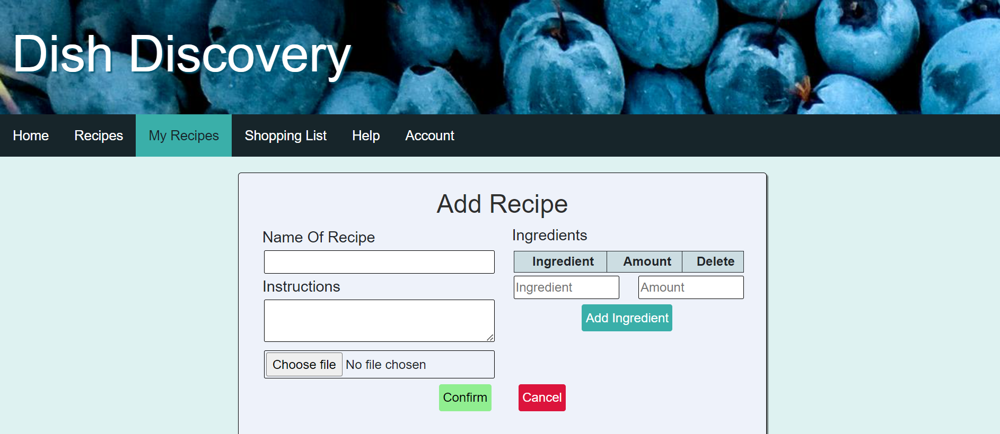 Dish Discovery
Home Recipes My Recipes Shopping List Help Account
Add Recipe
Name Of Recipe
Instructions
Choose file No file chosen
Ingredients
Ingredient Amount Delete
Ingredient Amount
Add Ingredient
Confirm Cancel